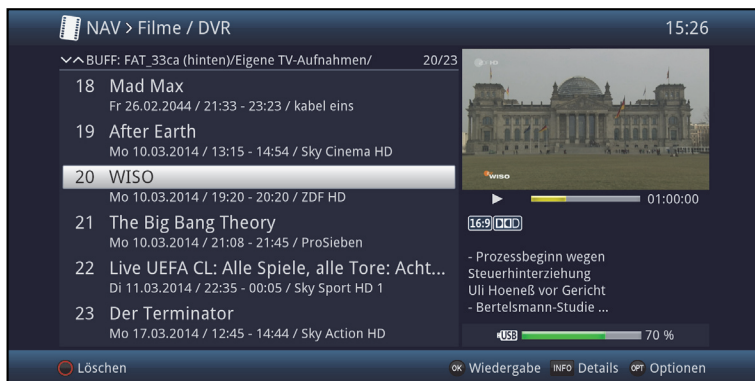 NAV > Filme / DVR
15:26
BUFF: FAT_33ca (hinten)/Eigene TV-Aufnahmen/ 20/23
18 Mad Max
Fr 26.02.2044 / 21:33 - 23:23 / kabel eins
19 After Earth
Mo 10.03.2014 / 13:15 - 14:54 / Sky Cinema HD
20 WISO
Mo 10.03.2014 / 19:20 - 20:20 / ZDF HD
21 The Big Bang Theory
Mo 10.03.2014 / 21:08 - 21:45 / ProSieben
22 Live UEFA CL: Alle Spiele, alle Tore: Acht...
Di 11.03.2014 / 22:35 - 00:05 / Sky Sport HD 1
23 Der Terminator
Mo 17.03.2014 / 12:45 - 14:44 / Sky Action HD
WISO
01:00:00
16:9
- Prozessbeginn wegen
Steuerhinterziehung
Uli Hoeneß vor Gericht
- Bertelsmann-Studie ...
USB 70 %
Löschen
OK Wiedergabe INFO Details OPT Optionen